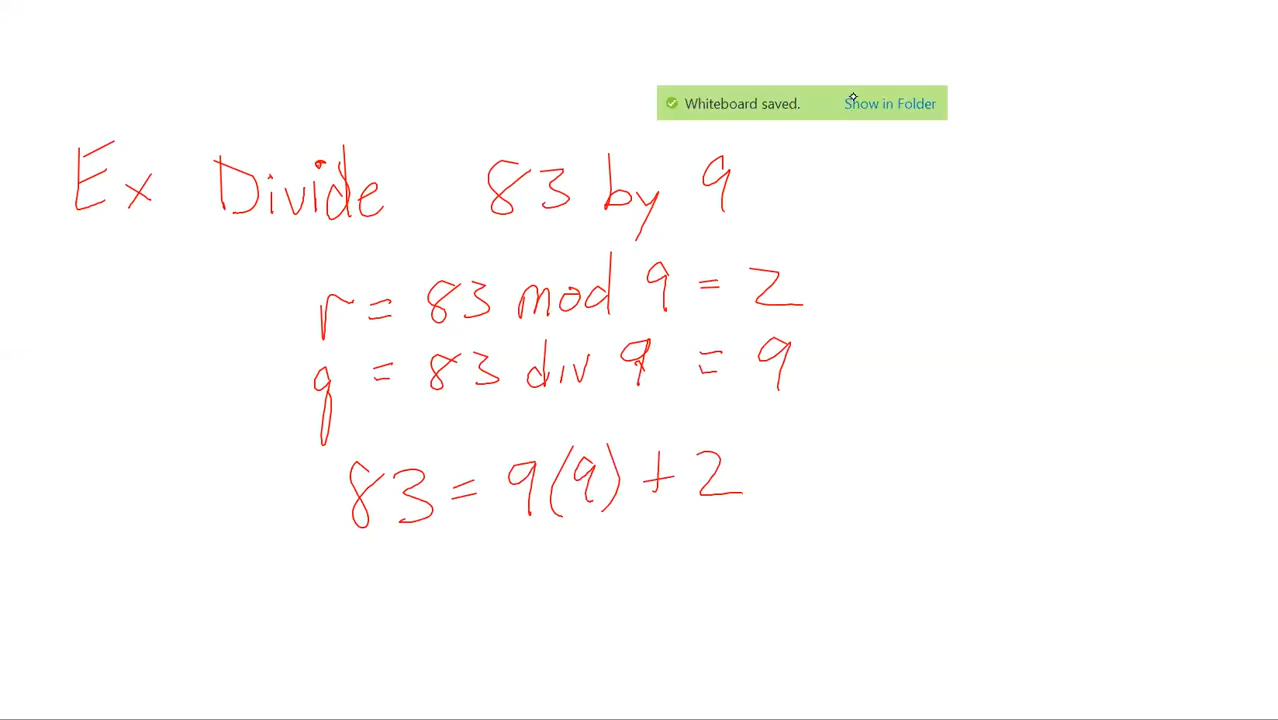 Whiteboard saved. Show in Folder
Ex Divide 83 by 9
r = 83 mod 9 = 2
q = 83 div 9 = 9
83 = 9(9) + 2